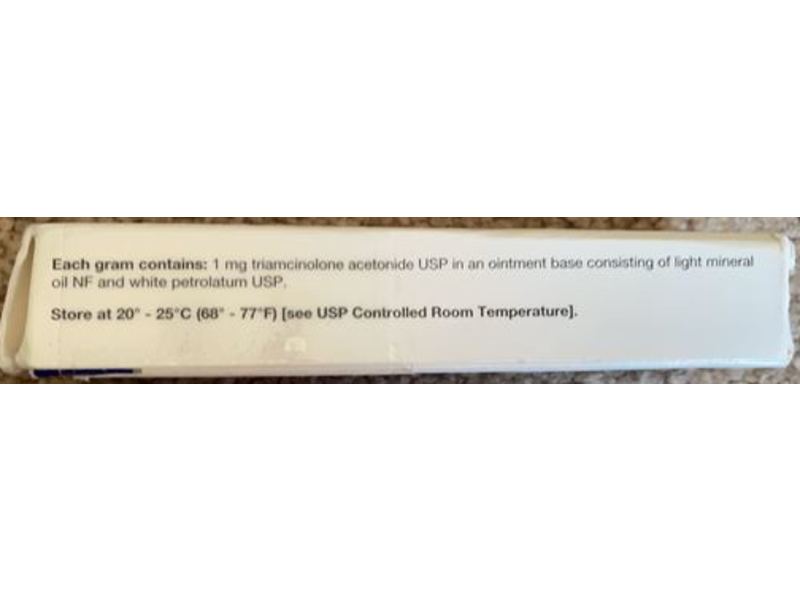 Each gram contains: 1 mg triamcinolone acetonide USP in an ointment base consisting of light mineral
oil NF and white petrolatum USP.
Store at 20° - 25°C (68° - 77°F) [see USP Controlled Room Temperature].